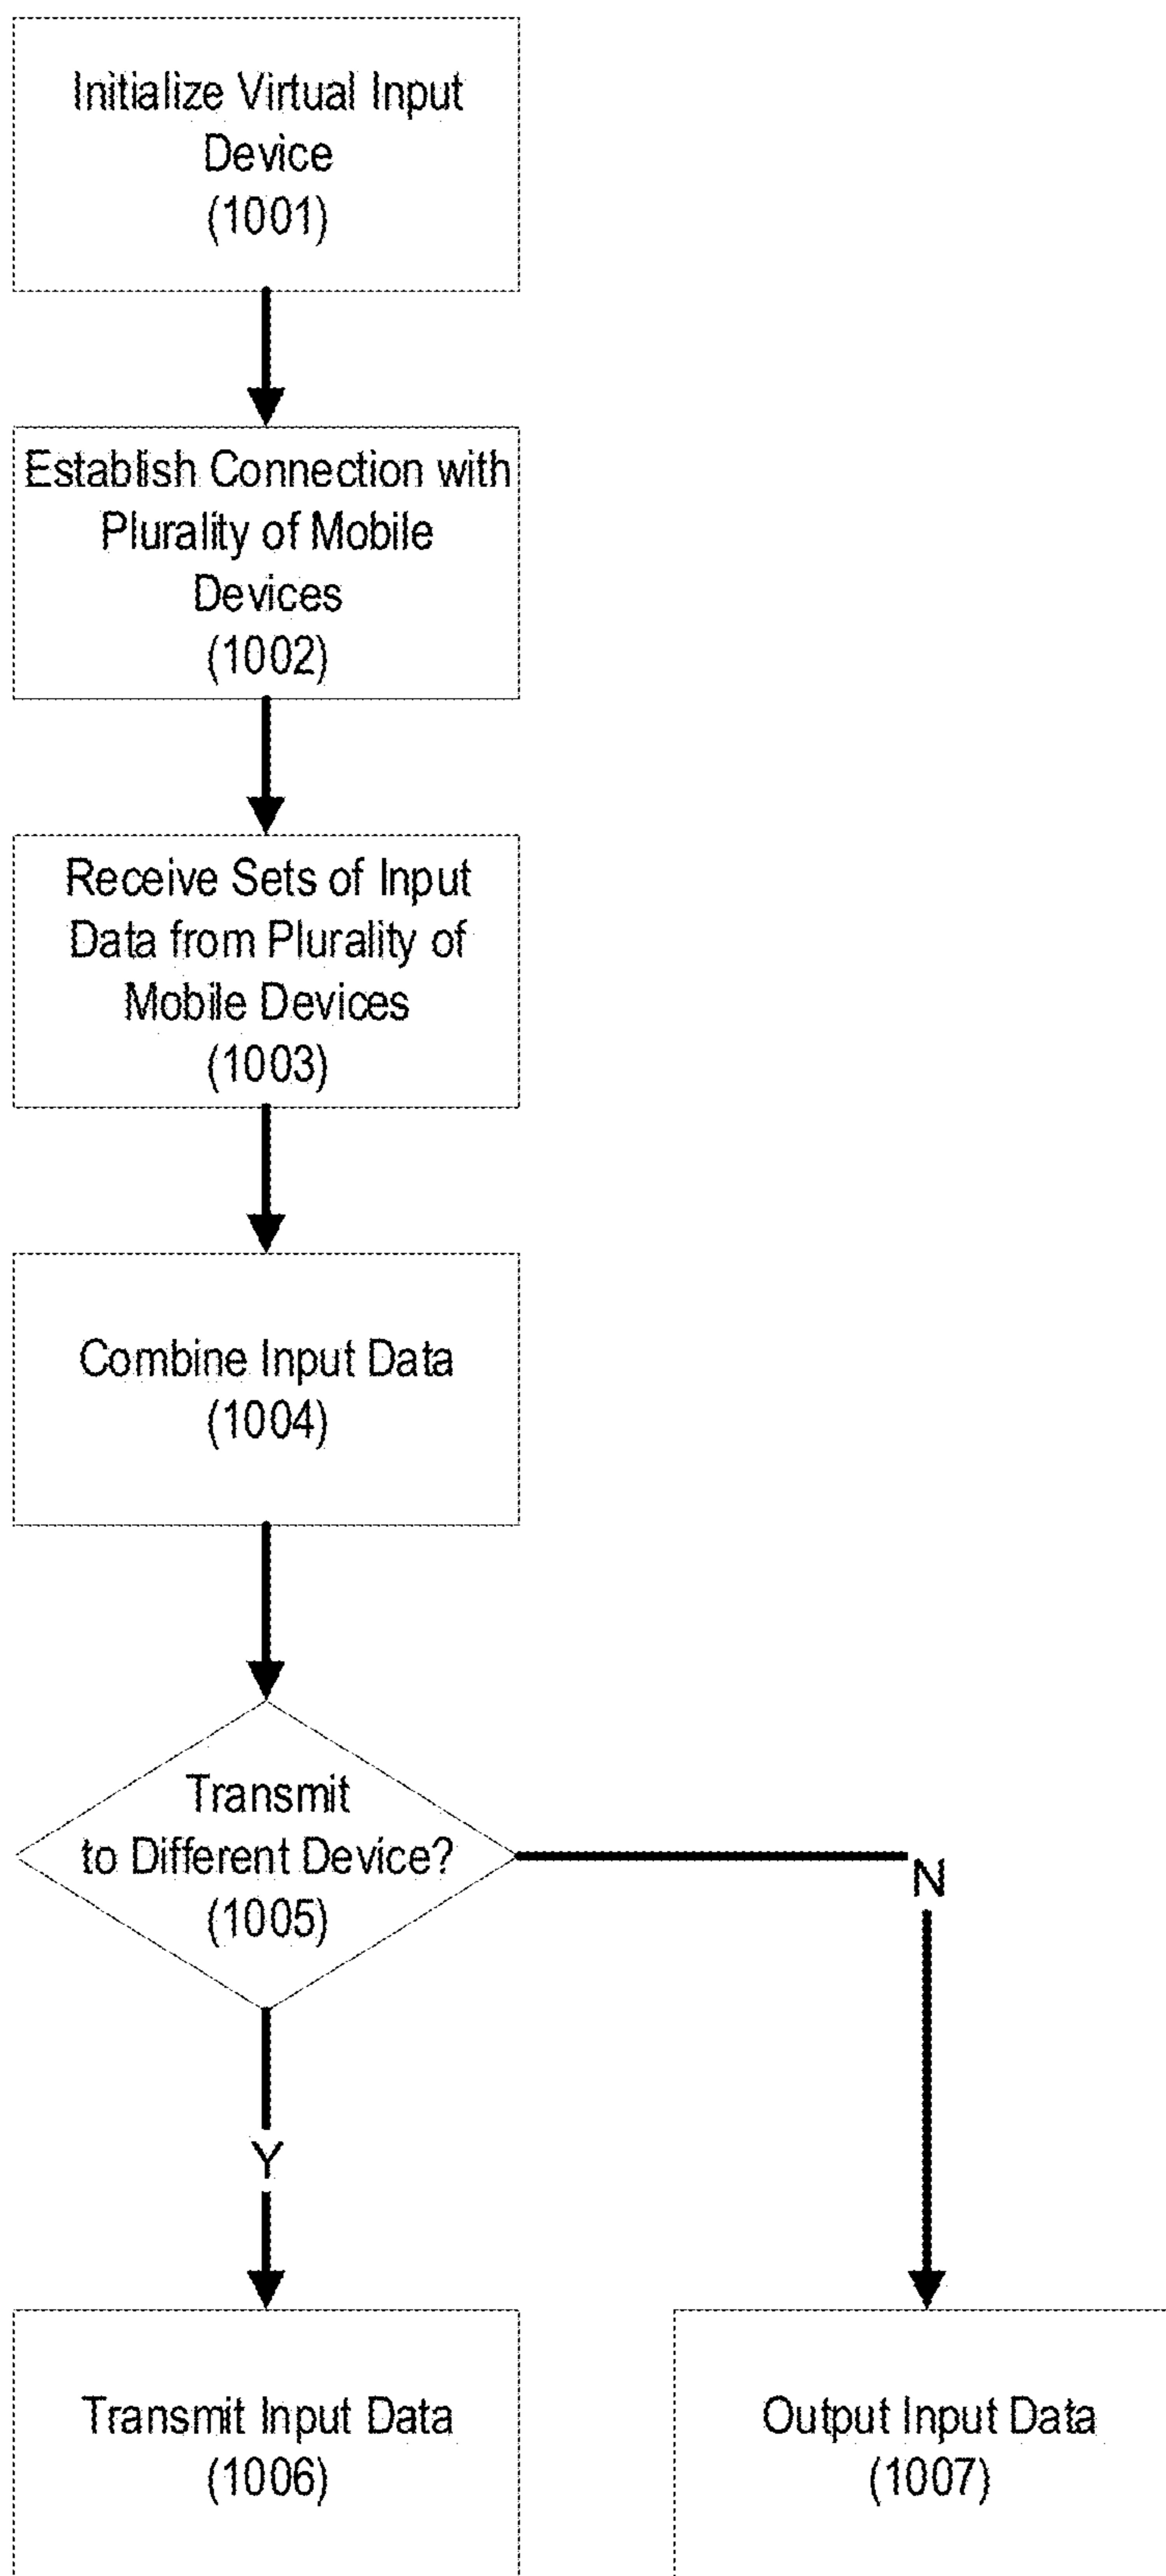 Initialize Virtual Input
Device
(1001)
Establish Connection with
Plurality of Mobile
Devices
(1002)
Receive Sets of Input
Data from Plurality of
Mobile Devices
(1003)
Combine Input Data
(1004)
Transmit
to Different Device?
(1005)
N
Y
Transmit Input Data
(1006)
Output Input Data
(1007)